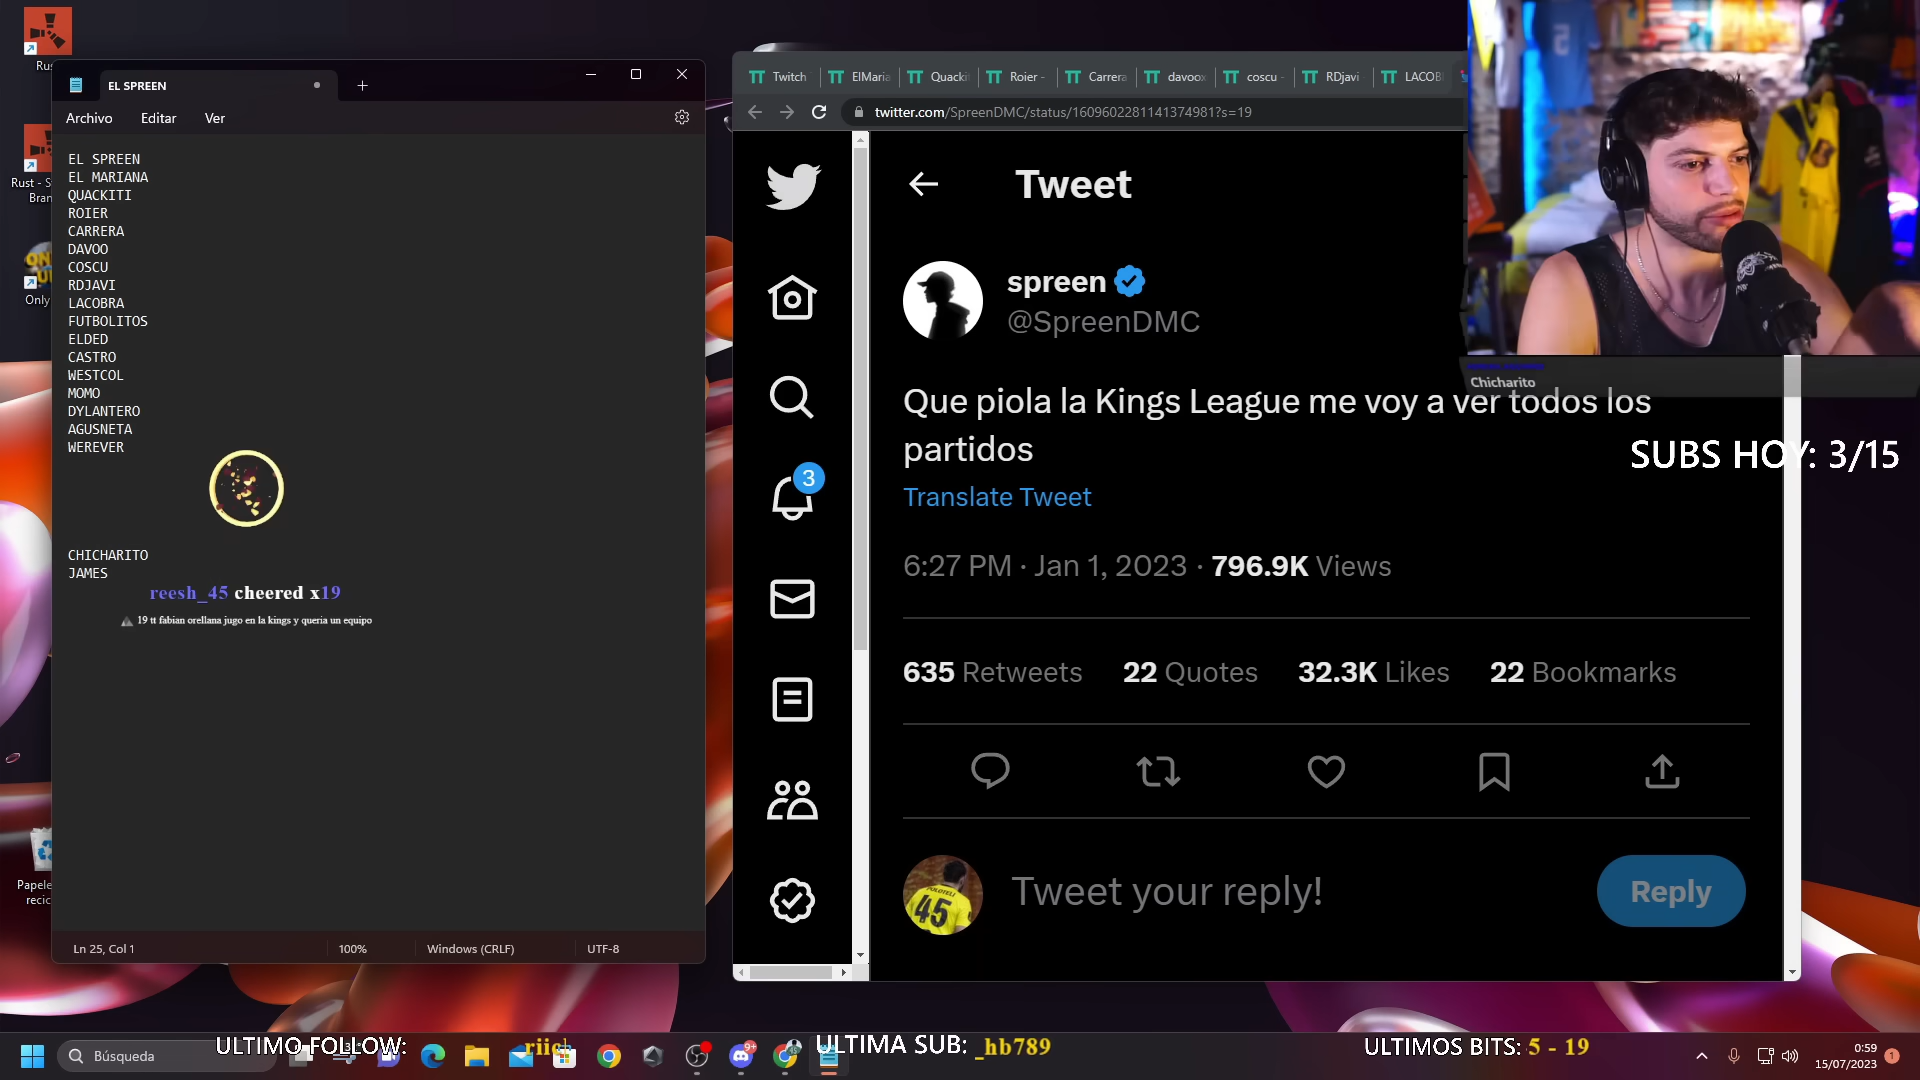 EL SPREEN
Archivo Editar Ver
EL SPREEN
EL MARIANA
QUACKITI
ROIER
CARRERA
DAVOO
COSCU
RDJAVI
LACOBRA
FUTBOLITOS
ELDED
CASTRO
WESTCOL
MOMO
DYLANTERO
AGUSNETA
WEREVER
CHICHARITO
JAMES
reesh_45 cheered x19
19 tt fabian orellana jugo en la kings y queria un equipo
Ln 25, Col 1 100% Windows (CRLF) UTF-8
Twitch ElMaria Quackit Roier - Carrera davoox coscu - RDjavi LACOB
twitter.com/SpreenDMC/status/1609602281141374981?s=19
Tweet
spreen
@SpreenDMC
Que piola la Kings League me voy a ver todos los
partidos
Translate Tweet
6:27 PM · Jan 1, 2023 · 796.9K Views
635 Retweets 22 Quotes 32.3K Likes 22 Bookmarks
3
45
Tweet your reply!
Reply
Chicharito
SUBS HOY: 3/15
Rus
Rust - S
Bran
Only
Papele
recic
Búsqueda
ULTIMO FOLLOW: riich
9+
ULTIMA SUB: _hb789
ULTIMOS BITS: 5 - 19
0:59
15/07/2023
1